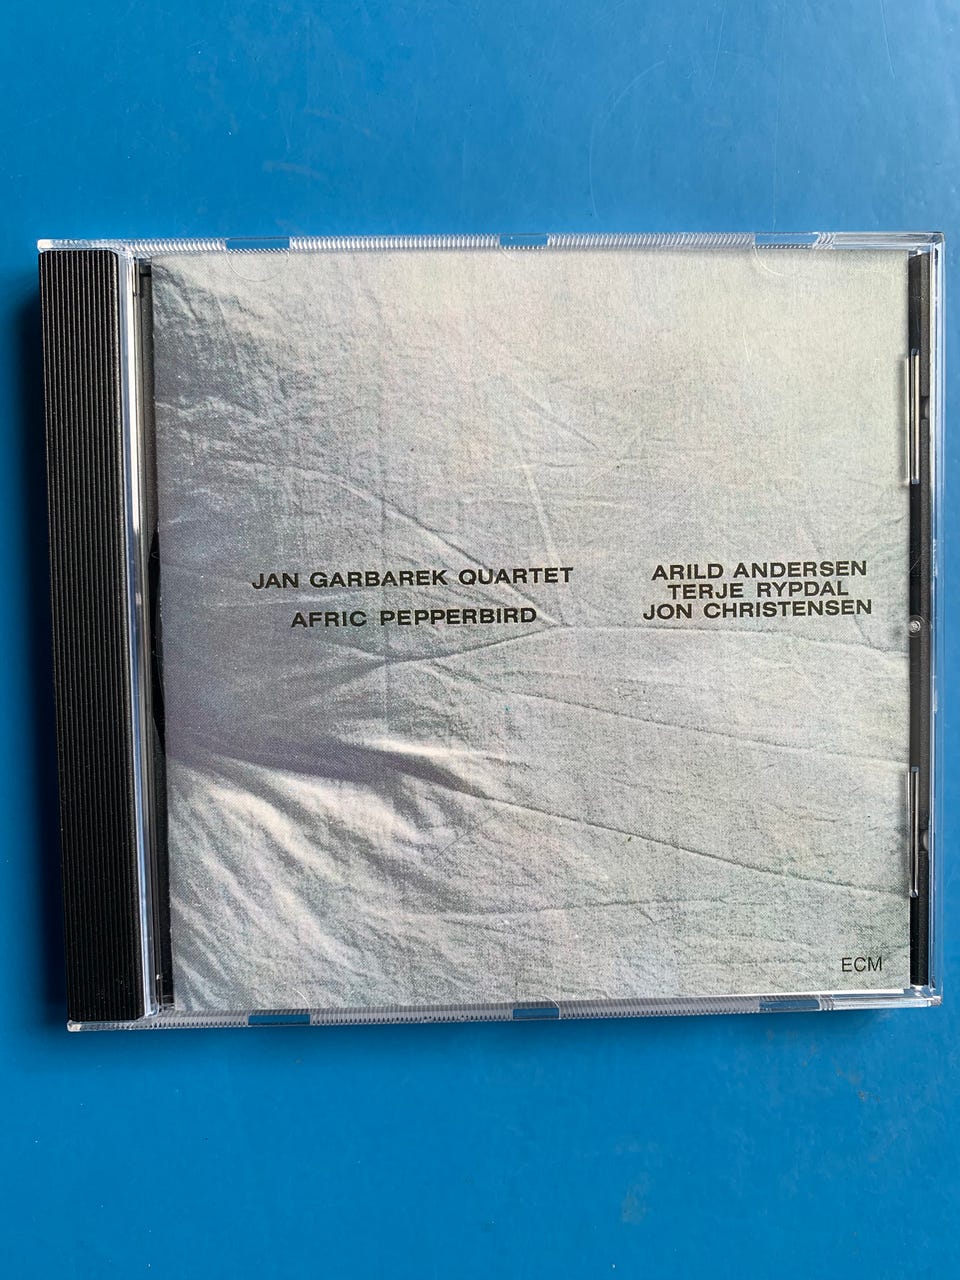 JAN GARBAREK QUARTET
AFRIC PEPPERBIRD
ARILD ANDERSEN
TERJE RYPDAL
JON CHRISTENSEN
ECM